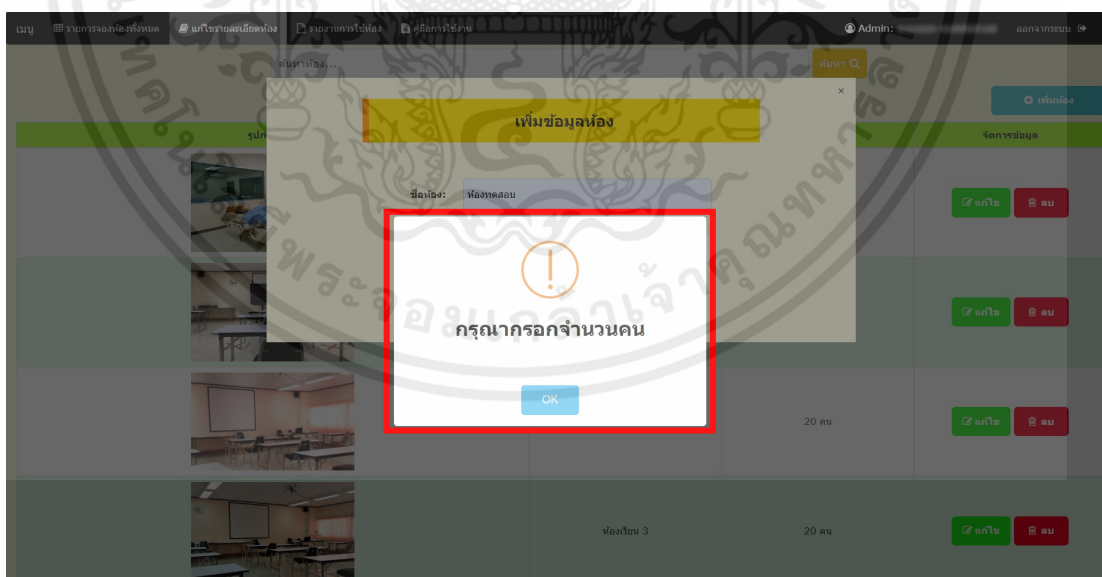 เมนู รายการจองห้องทั้งหมด แก้ไขรายละเอียดห้อง รายงานการใช้ห้อง คู่มือการใช้งาน Admin: ออกจากระบบ
ค้นหาห้อง... ค้นหา
×
เพิ่มห้อง
เพิ่มข้อมูลห้อง
จัดการข้อมูล
ชื่อห้อง: ห้องทดสอบ
แก้ไข ลบ
กรุณากรอกจำนวนคน
แก้ไข ลบ
OK
20 คน แก้ไข ลบ
ห้องเรียน 3 20 คน แก้ไข ลบ